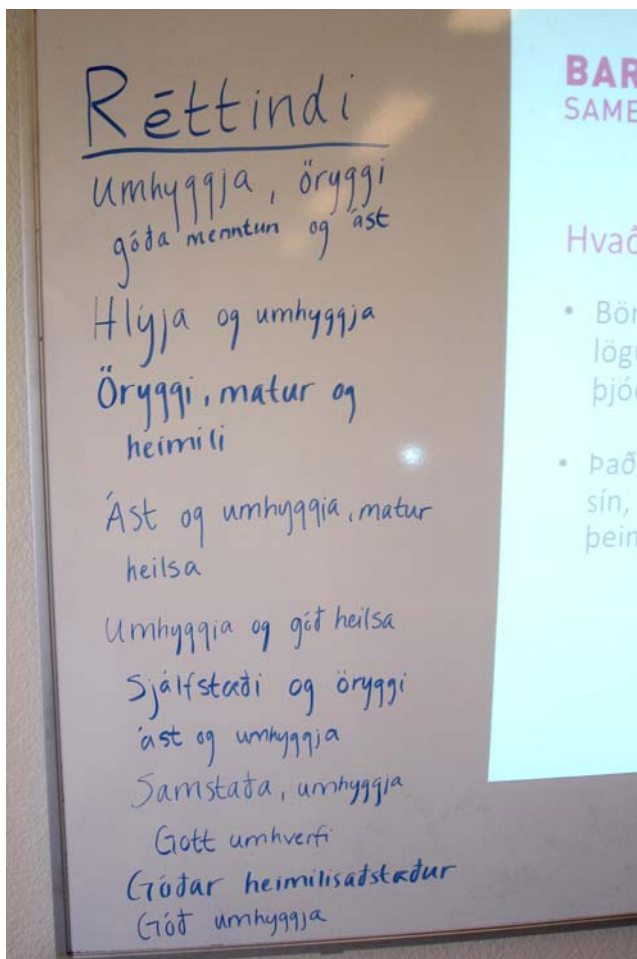 Réttindi
Umhyggja, öryggi
góða menntun og ást
Hlýja og umhyggja
Öryggi, matur og
heimili
Ást og umhyggja, matur
heilsa
Umhyggja og góð heilsa
Sjálfstæði og öryggi
ást og umhyggja
Samstaða, umhyggja
Gott umhverfi
Góðar heimilisaðstæður
Góð umhyggja
BAR
SAME
Hvað
• Bör
lög
þjóð
• Það
sín,
þeim